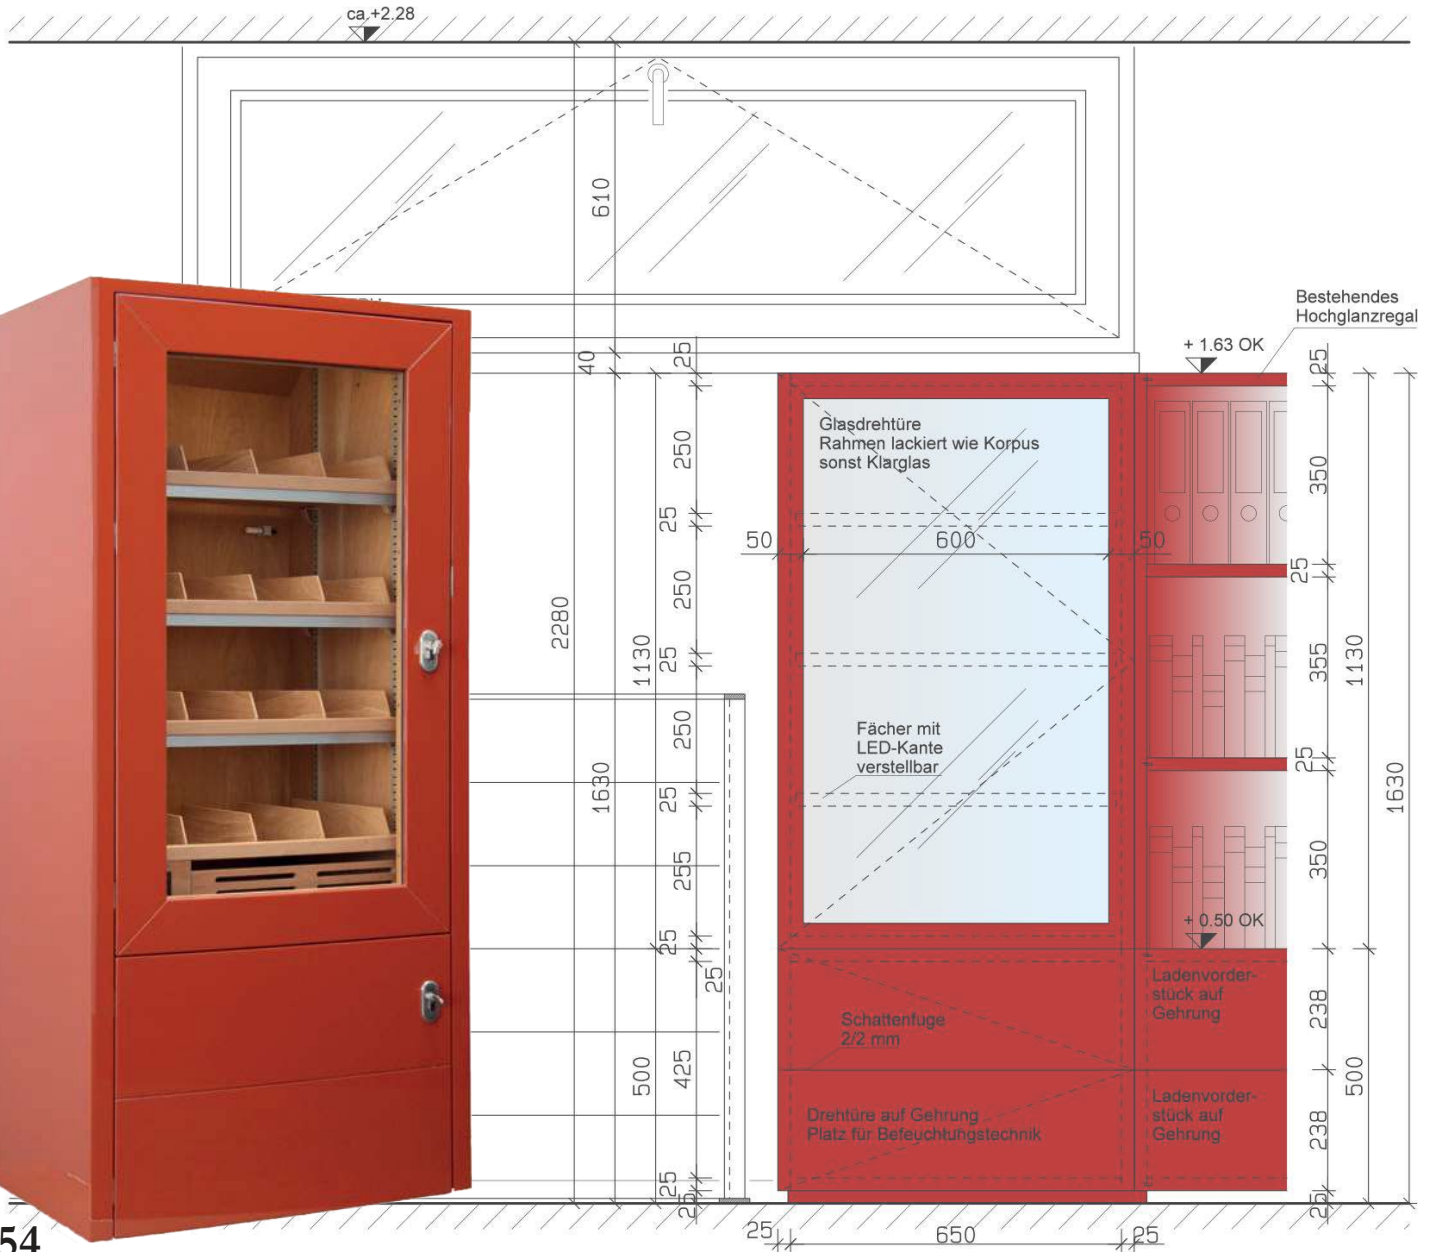 ca.+2.28
610
40
25
Bestehendes
Hochglanzregal
+ 1.63 OK
25
Glasdrehtüre
Rahmen lackiert wie Korpus
sonst Klarglas
250
350
25
50
600
50
25
250
2280
1130
25
355
1130
250
Fächer mit
LED-Kante
verstellbar
25
1630
25
1630
255
350
+ 0.50 OK
25
25
Ladenvorder-
stück auf
Gehrung
238
Schattenfuge
2/2 mm
500
425
500
Drehtüre auf Gehrung
Platz für Befeuchtungstechnik
Ladenvorder-
stück auf
Gehrung
238
25
25
25
54
25
650
25